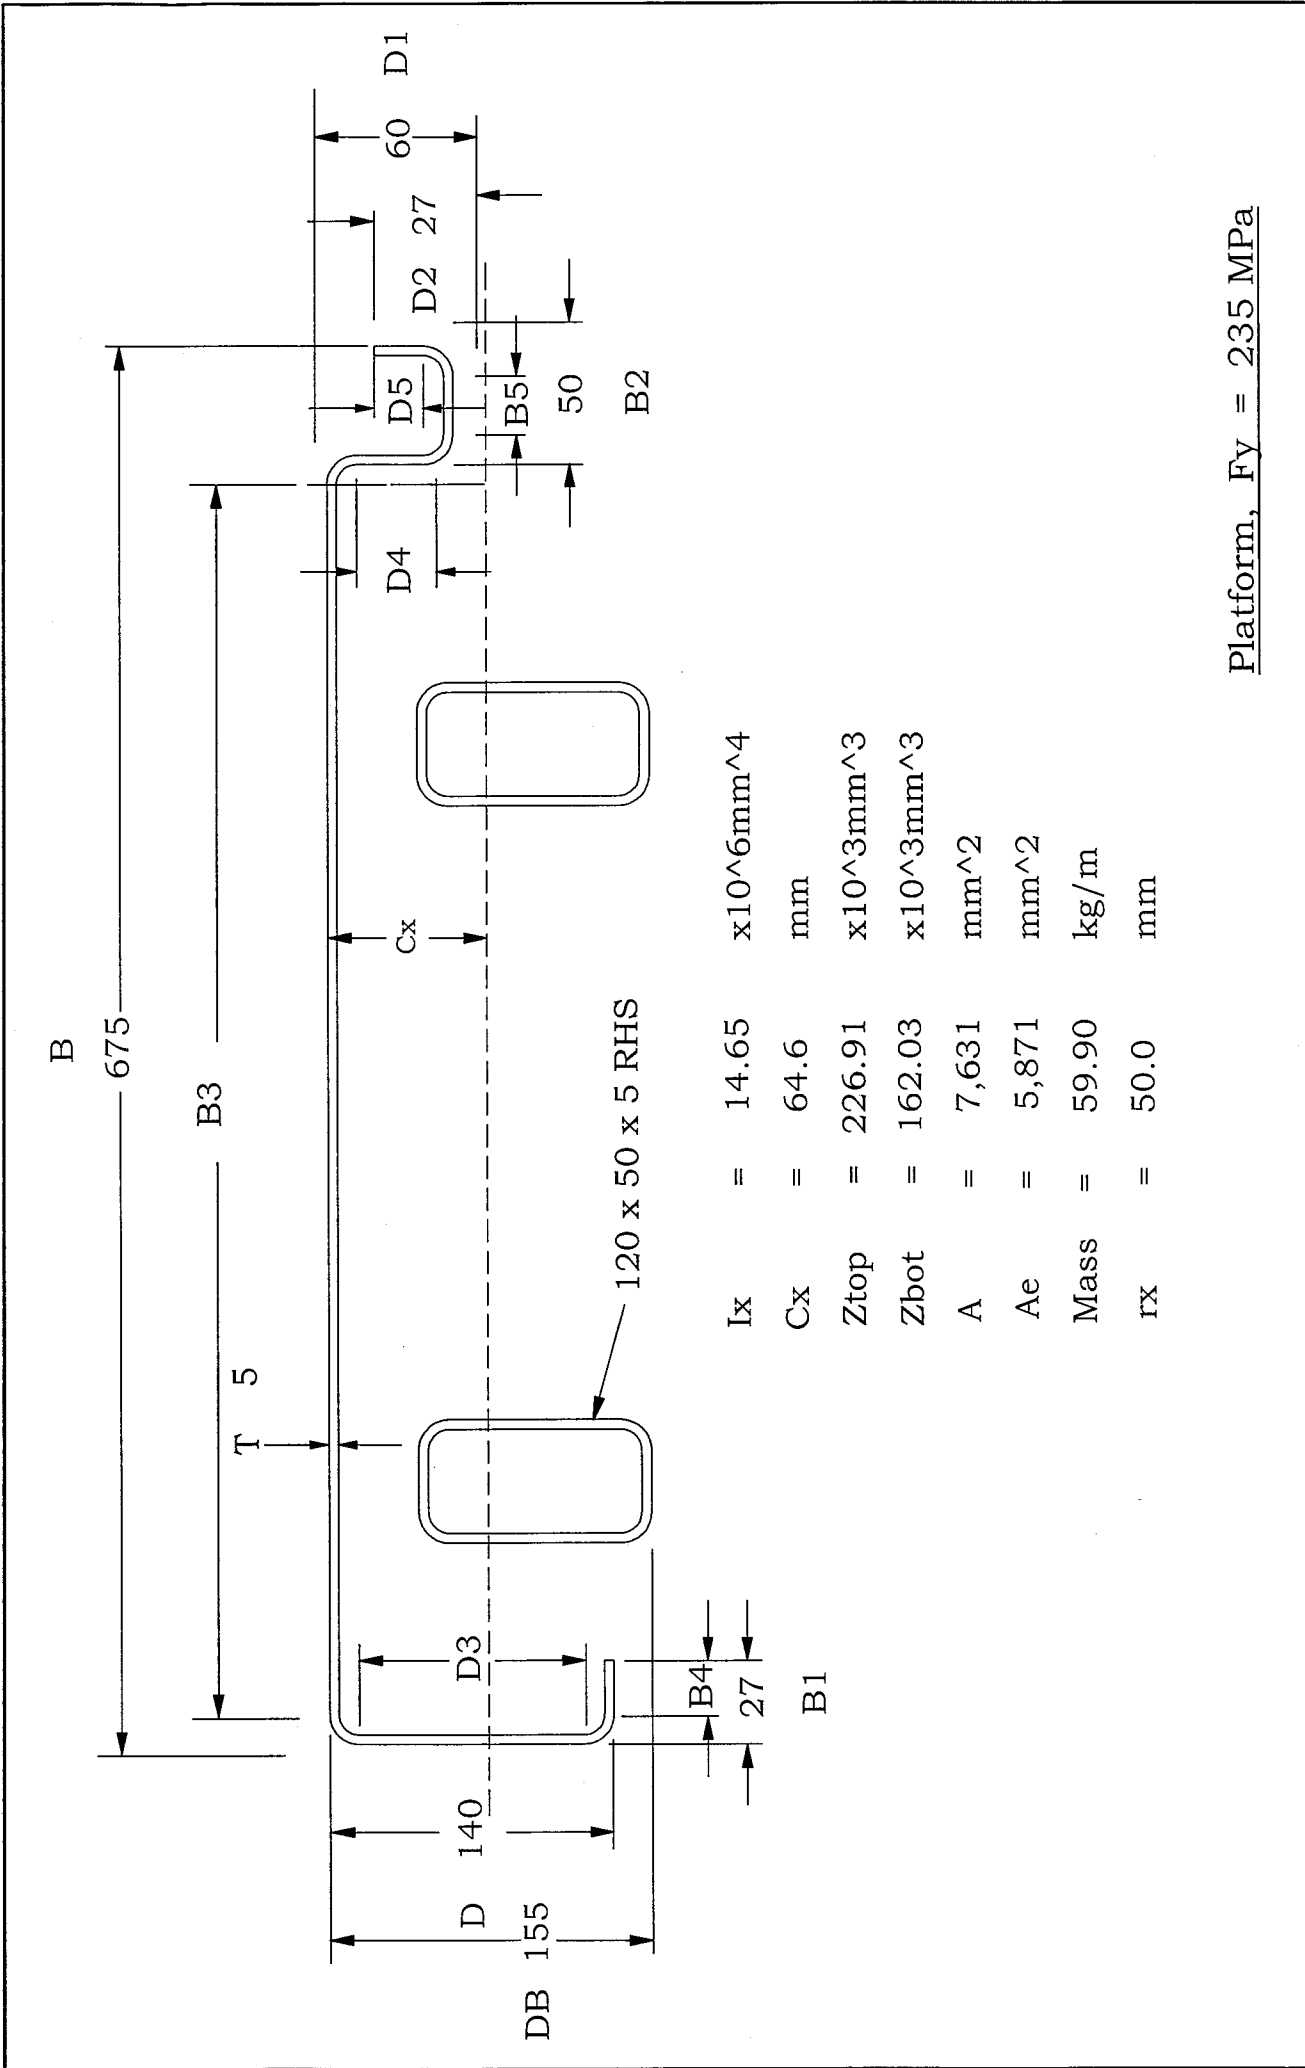 B
675
B3
T 5
Cx
D1
60
D2 27
D5
B5
50
B2
D4
D3
B4
27
B1
140
D
DB 155
120 x 50 x 5 RHS
Ix = 14.65 x10^6mm^4
Cx = 64.6 mm
Ztop = 226.91 x10^3mm^3
Zbot = 162.03 x10^3mm^3
A = 7,631 mm^2
Ae = 5,871 mm^2
Mass = 59.90 kg/m
rx = 50.0 mm
Platform, Fy = 235 MPa